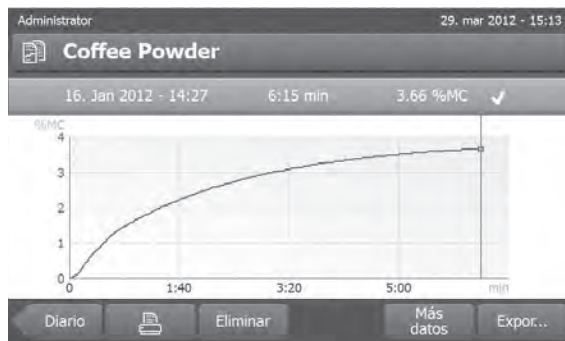 Administrator 29. mar 2012 - 15:13
Coffee Powder
16. Jan 2012 - 14:27 6:15 min 3.66 %MC
%MC
4
3
2
1
0
0 1:40 3:20 5:00 min
Diario Eliminar Más datos Expor...